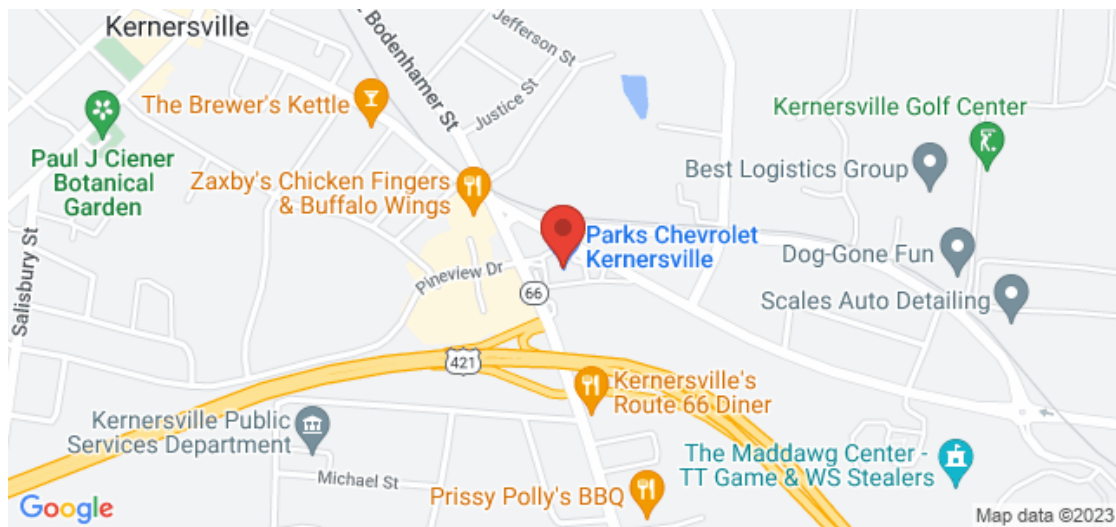 Kernersville
Bodenhamer St
Jefferson St
Justice St
The Brewer's Kettle
Paul J Ciener
Botanical
Garden
Zaxby's Chicken Fingers
& Buffalo Wings
Kernersville Golf Center
Best Logistics Group
Parks Chevrolet
Kernersville
Dog-Gone Fun
Pineview Dr
Salisbury St
66
Scales Auto Detailing
421
Kernersville's
Route 66 Diner
Kernersville Public
Services Department
The Maddawg Center -
TT Game & WS Stealers
Michael St
Prissy Polly's BBQ
Google
Map data ©2023